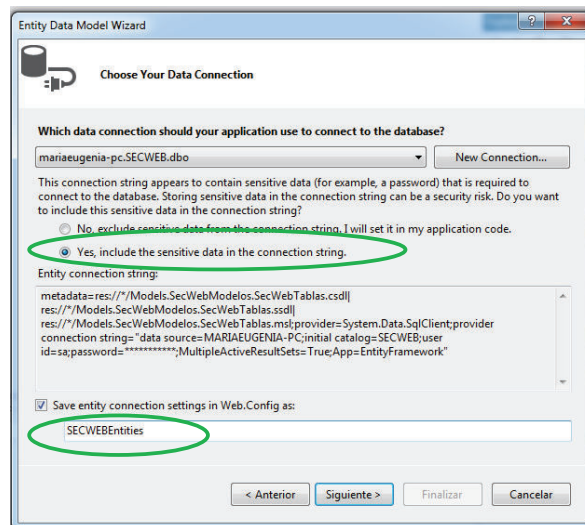 Entity Data Model Wizard
Choose Your Data Connection
Which data connection should your application use to connect to the database?
mariaeugenia-pc.SECWEB.dbo
New Connection...
This connection string appears to contain sensitive data (for example, a password) that is required to
connect to the database. Storing sensitive data in the connection string can be a security risk. Do you want
to include this sensitive data in the connection string?
No, exclude sensitive data from the connection string. I will set it in my application code.
Yes, include the sensitive data in the connection string.
Entity connection string:
metadata=res://*/Models.SecWebModelos.SecWebTablas.csdl|
res://*/Models.SecWebModelos.SecWebTablas.ssdl|
res://*/Models.SecWebModelos.SecWebTablas.msl;provider=System.Data.SqlClient;provider
connection string="data source=MARIAEUGENIA-PC;initial catalog=SECWEB;user
id=sa;password=***********;MultipleActiveResultSets=True;App=EntityFramework"
Save entity connection settings in Web.Config as:
SECWEBEntities
< Anterior
Siguiente >
Finalizar
Cancelar